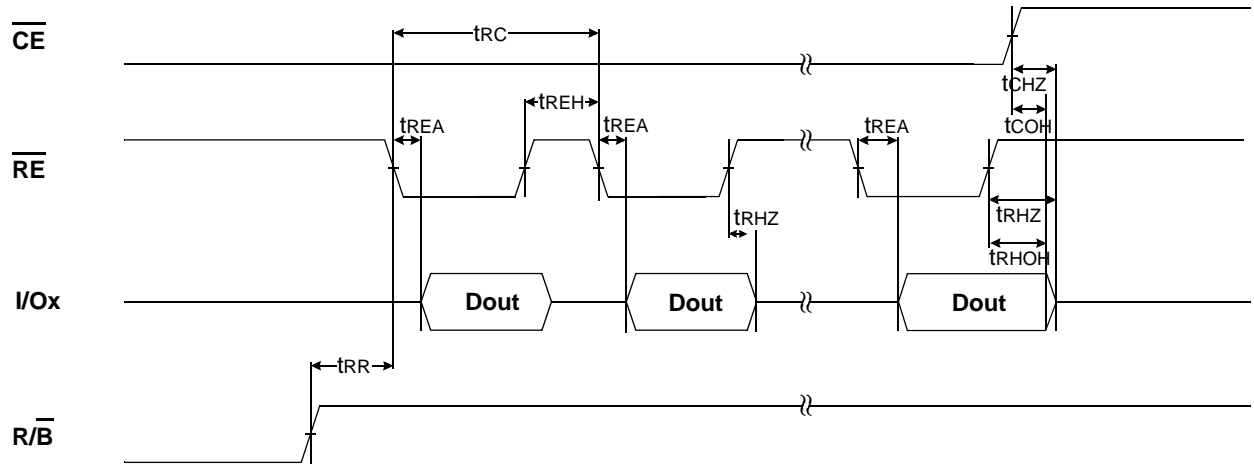 CE
tRC
tCHZ
tREH
tCOH
tREA
tREA
tREA
RE
tRHZ
tRHZ
tRHOH
I/Ox
Dout
Dout
Dout
tRR
R/B